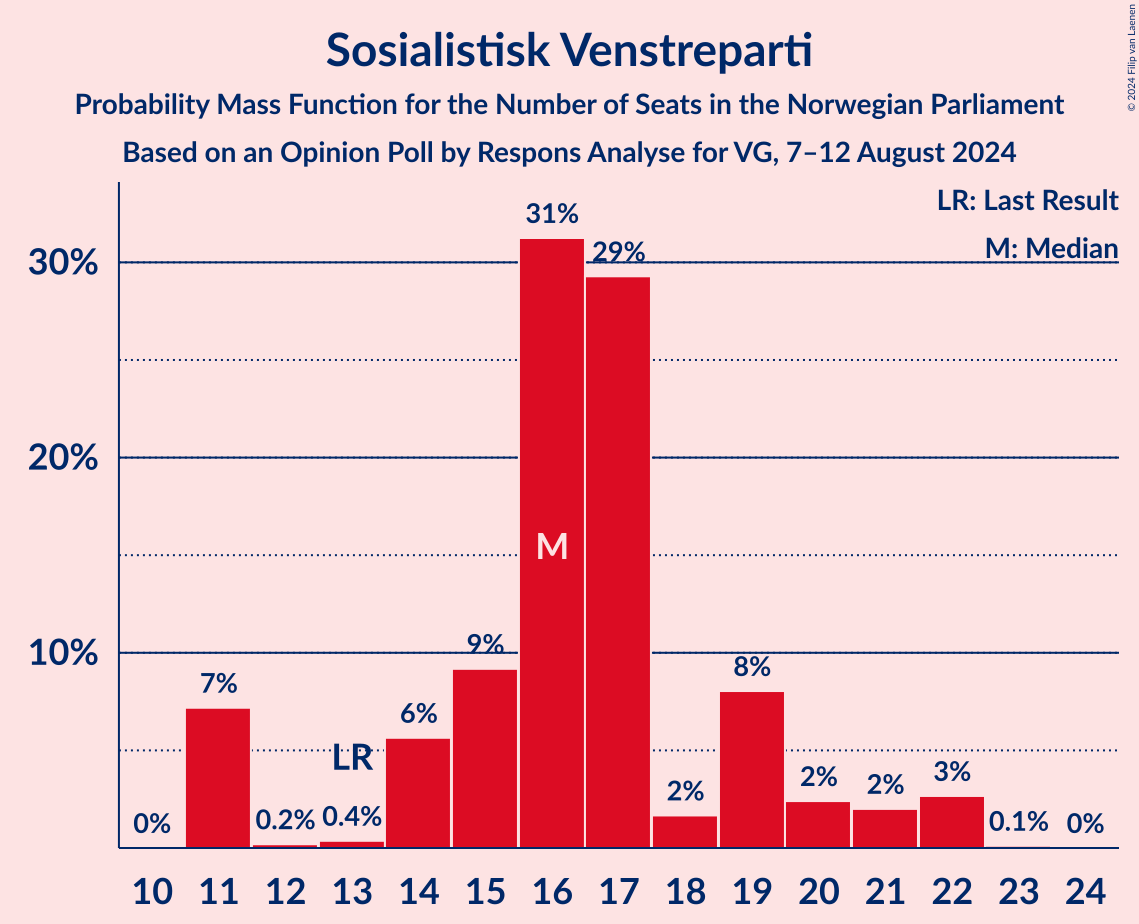 Sosialistisk Venstreparti
Probability Mass Function for the Number of Seats in the Norwegian Parliament
Based on an Opinion Poll by Respons Analyse for VG, 7–12 August 2024
© 2024 Filip van Laenen
LR: Last Result
M: Median
30%
20%
10%
0%
7%
0.2%
0.4%
LR
6%
9%
31%
M
29%
2%
8%
2%
2%
3%
0.1%
0%
10 11 12 13 14 15 16 17 18 19 20 21 22 23 24